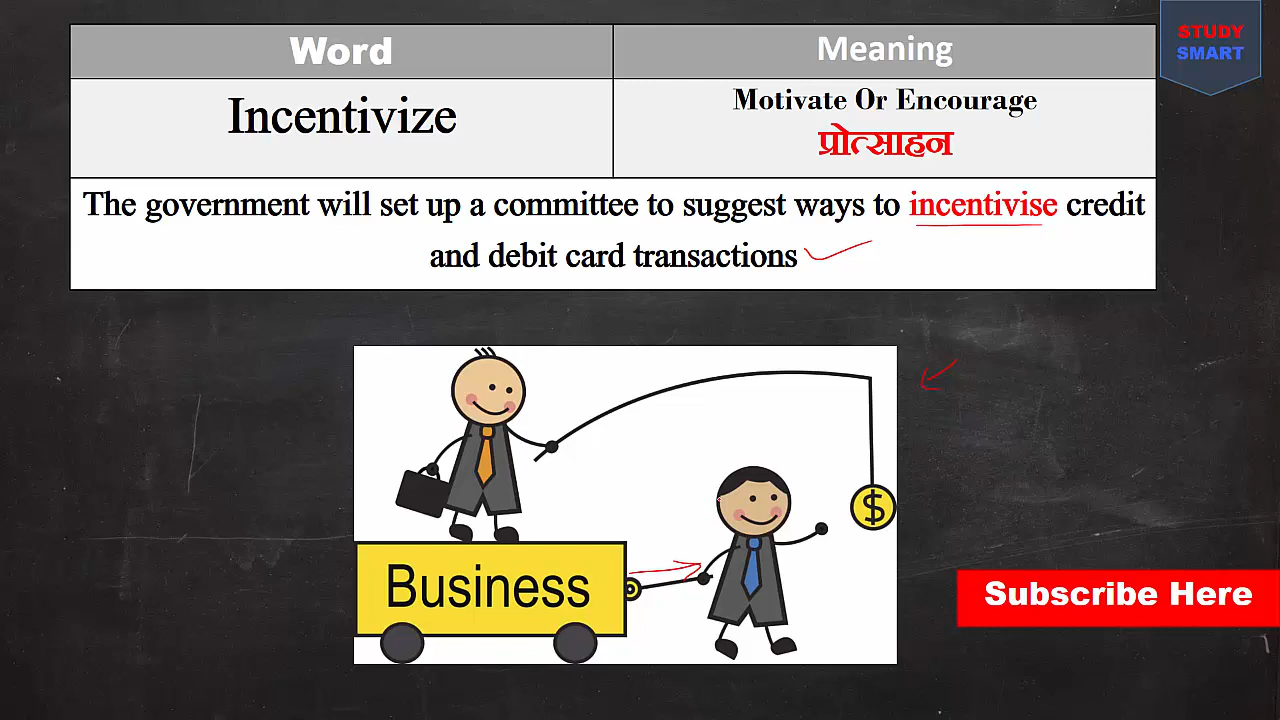 Word
Meaning
STUDY
SMART
Incentivize
Motivate Or Encourage
प्रोत्साहन
The government will set up a committee to suggest ways to incentivise credit
and debit card transactions
$
Business
Subscribe Here